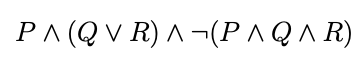 P ∧ (Q ∨ R) ∧ ¬(P ∧ Q ∧ R)